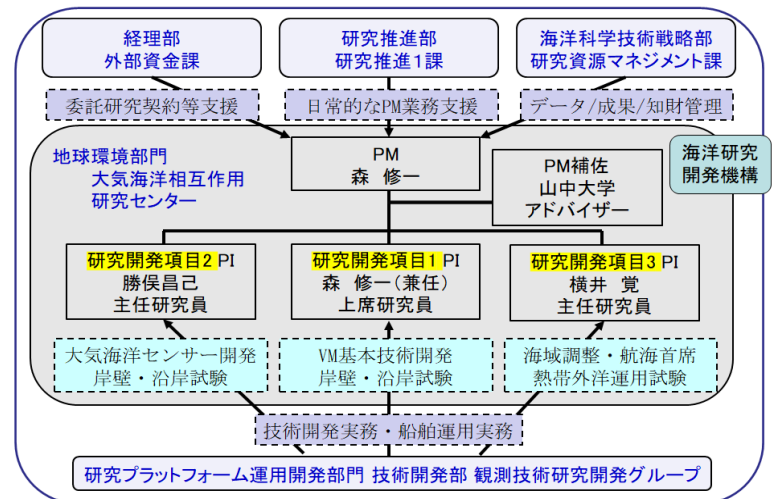 経理部
外部資金課
研究推進部
研究推進1課
海洋科学技術戦略部
研究資源マネジメント課
委託研究契約等支援
日常的なPM業務支援
データ/成果/知財管理
地球環境部門
大気海洋相互作用
研究センター
PM
森 修一
PM補佐
山中大学
アドバイザー
海洋研究
開発機構
研究開発項目2 PI
勝俣昌己
主任研究員
研究開発項目1 PI
森 修一(兼任)
上席研究員
研究開発項目3 PI
横井 覚
主任研究員
大気海洋センサー開発
岸壁・沿岸試験
VM基本技術開発
岸壁・沿岸試験
海域調整・航海首席
熱帯外洋運用試験
技術開発実務・船舶運用実務
研究プラットフォーム運用開発部門 技術開発部 観測技術研究開発グループ